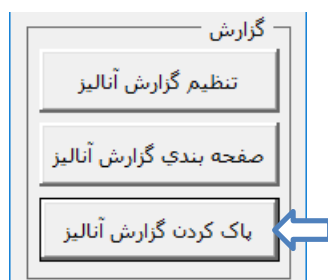 گزارش
تنظیم گزارش آنالیز
صفحه بندي گزارش آنالیز
پاک کردن گزارش آنالیز